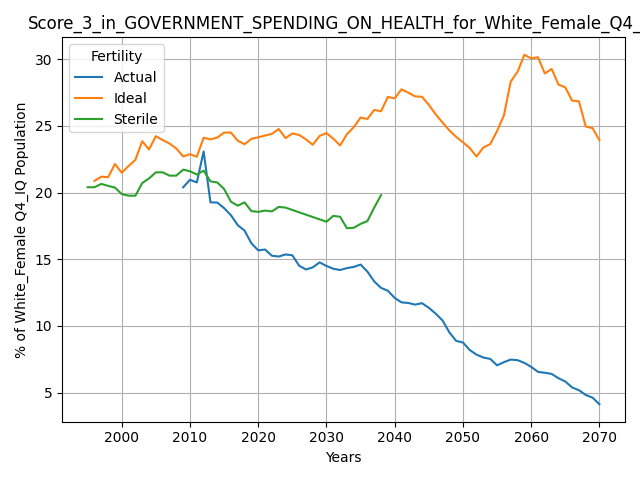 Score_3_in_GOVERNMENT_SPENDING_ON_HEALTH_for_White_Female_Q4_
Fertility
Actual
Ideal
Sterile
% of White_Female Q4_IQ Population
30
25
20
15
10
5
2000 2010 2020 2030 2040 2050 2060 2070
Years